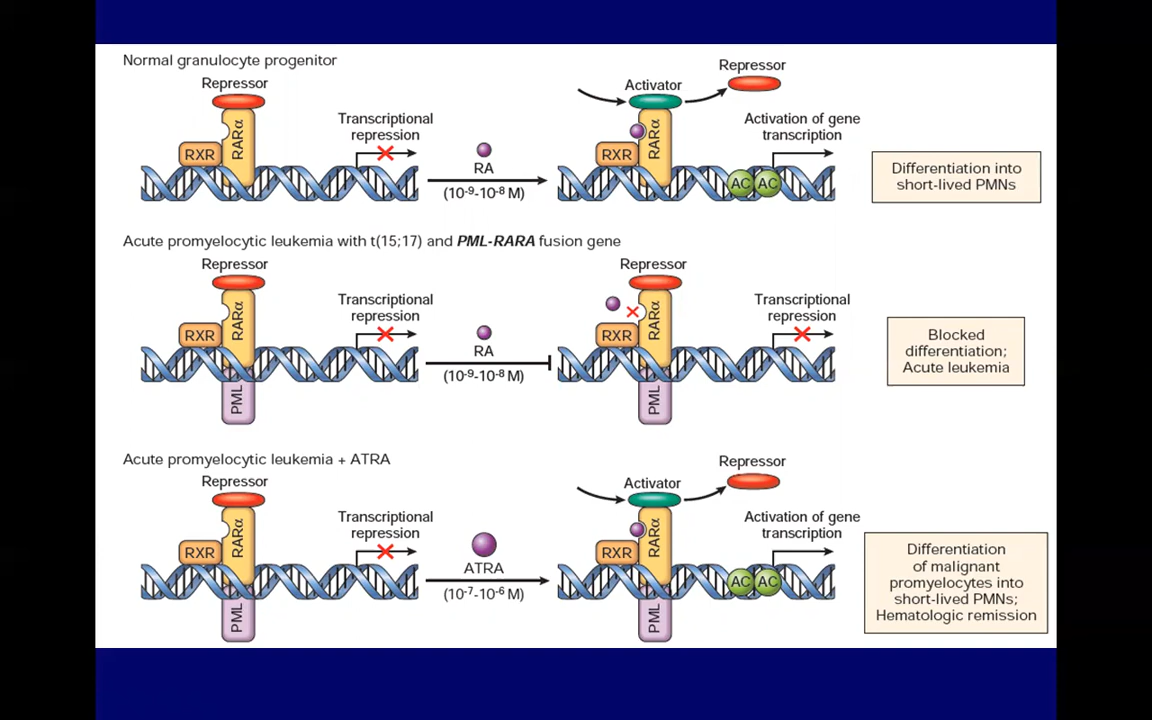 Normal granulocyte progenitor
Repressor
RARα
RXR
Transcriptional
repression
RA
(10⁻⁹-10⁻⁸ M)
Activator
Repressor
RARα
RXR
Activation of gene
transcription
AC AC
Differentiation into
short-lived PMNs
Acute promyelocytic leukemia with t(15;17) and PML-RARA fusion gene
Repressor
RARα
RXR
PML
Transcriptional
repression
RA
(10⁻⁹-10⁻⁸ M)
Repressor
RARα
RXR
PML
Transcriptional
repression
Blocked
differentiation;
Acute leukemia
Acute promyelocytic leukemia + ATRA
Repressor
RARα
RXR
PML
Transcriptional
repression
ATRA
(10⁻⁷-10⁻⁶ M)
Activator
Repressor
RARα
RXR
PML
Activation of gene
transcription
AC AC
Differentiation
of malignant
promyelocytes into
short-lived PMNs;
Hematologic remission